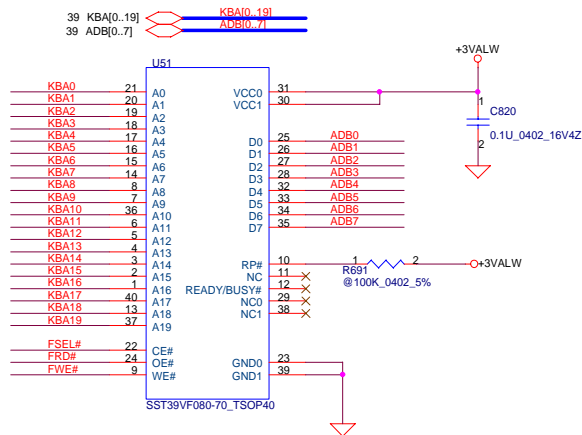 39 KBA[0..19] KBA[0..19]
39 ADB[0..7] ADB[0..7]
+3VALW
U51
KBA0 21 A0 VCC0 31
KBA1 20 A1 VCC1 30
KBA2 19 A2
KBA3 18 A3
KBA4 17 A4 D0 25 ADB0
KBA5 16 A5 D1 26 ADB1
KBA6 15 A6 D2 27 ADB2
KBA7 14 A7 D3 28 ADB3
KBA8 8 A8 D4 32 ADB4
KBA9 7 A9 D5 33 ADB5
KBA10 36 A10 D6 34 ADB6
KBA11 6 A11 D7 35 ADB7
KBA12 5 A12
KBA13 4 A13
KBA14 3 A14 RP# 10
KBA15 2 A15 NC 11
KBA16 1 A16 READY/BUSY# 12
KBA17 40 A17 NC0 29
KBA18 13 A18 NC1 38
KBA19 37 A19
FSEL# 22 CE# GND0 23
FRD# 24 OE# GND1 39
FWE# 9 WE#
SST39VF080-70_TSOP40
1
C820
0.1U_0402_16V4Z
2
1 2 +3VALW
R691
@100K_0402_5%